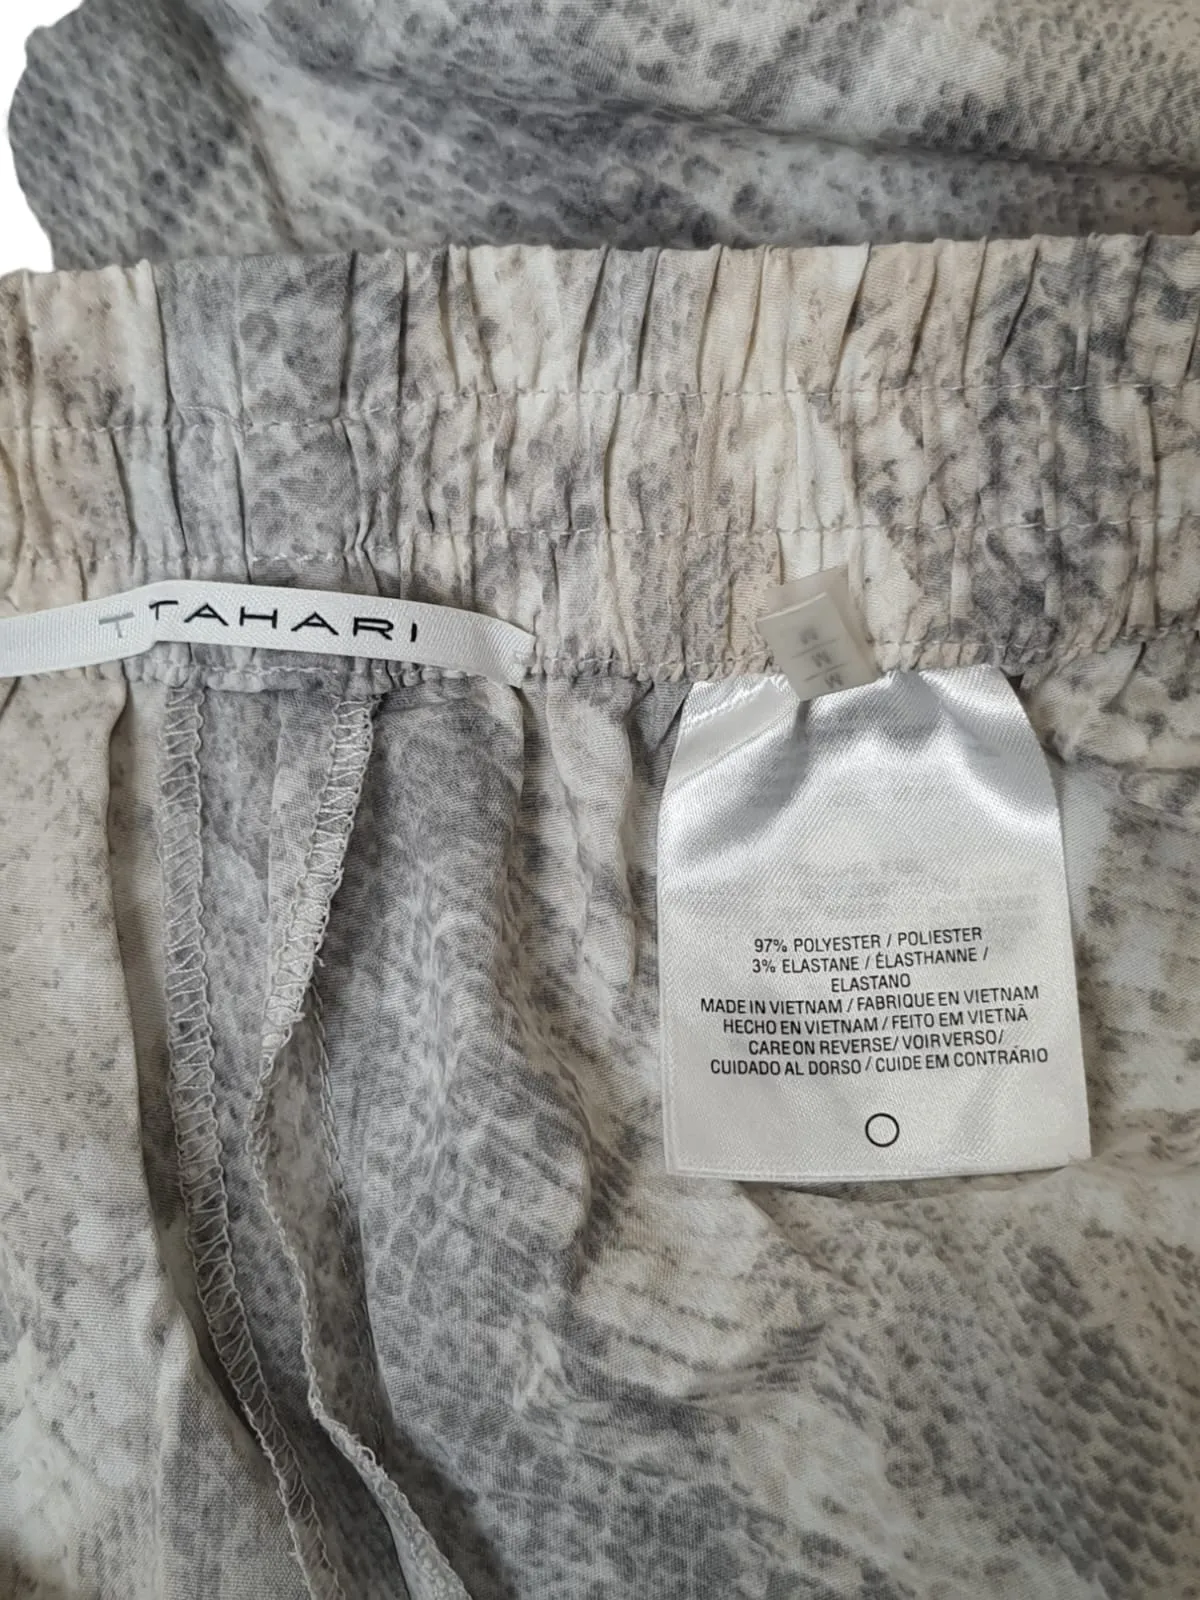 T TAHARI
M
M
97% POLYESTER / POLIESTER
3% ELASTANE / ÉLASTHANNE /
ELASTANO
MADE IN VIETNAM / FABRIQUE EN VIETNAM
HECHO EN VIETNAM / FEITO EM VIETNÃ
CARE ON REVERSE/ VOIR VERSO/
CUIDADO AL DORSO / CUIDE EM CONTRÁRIO